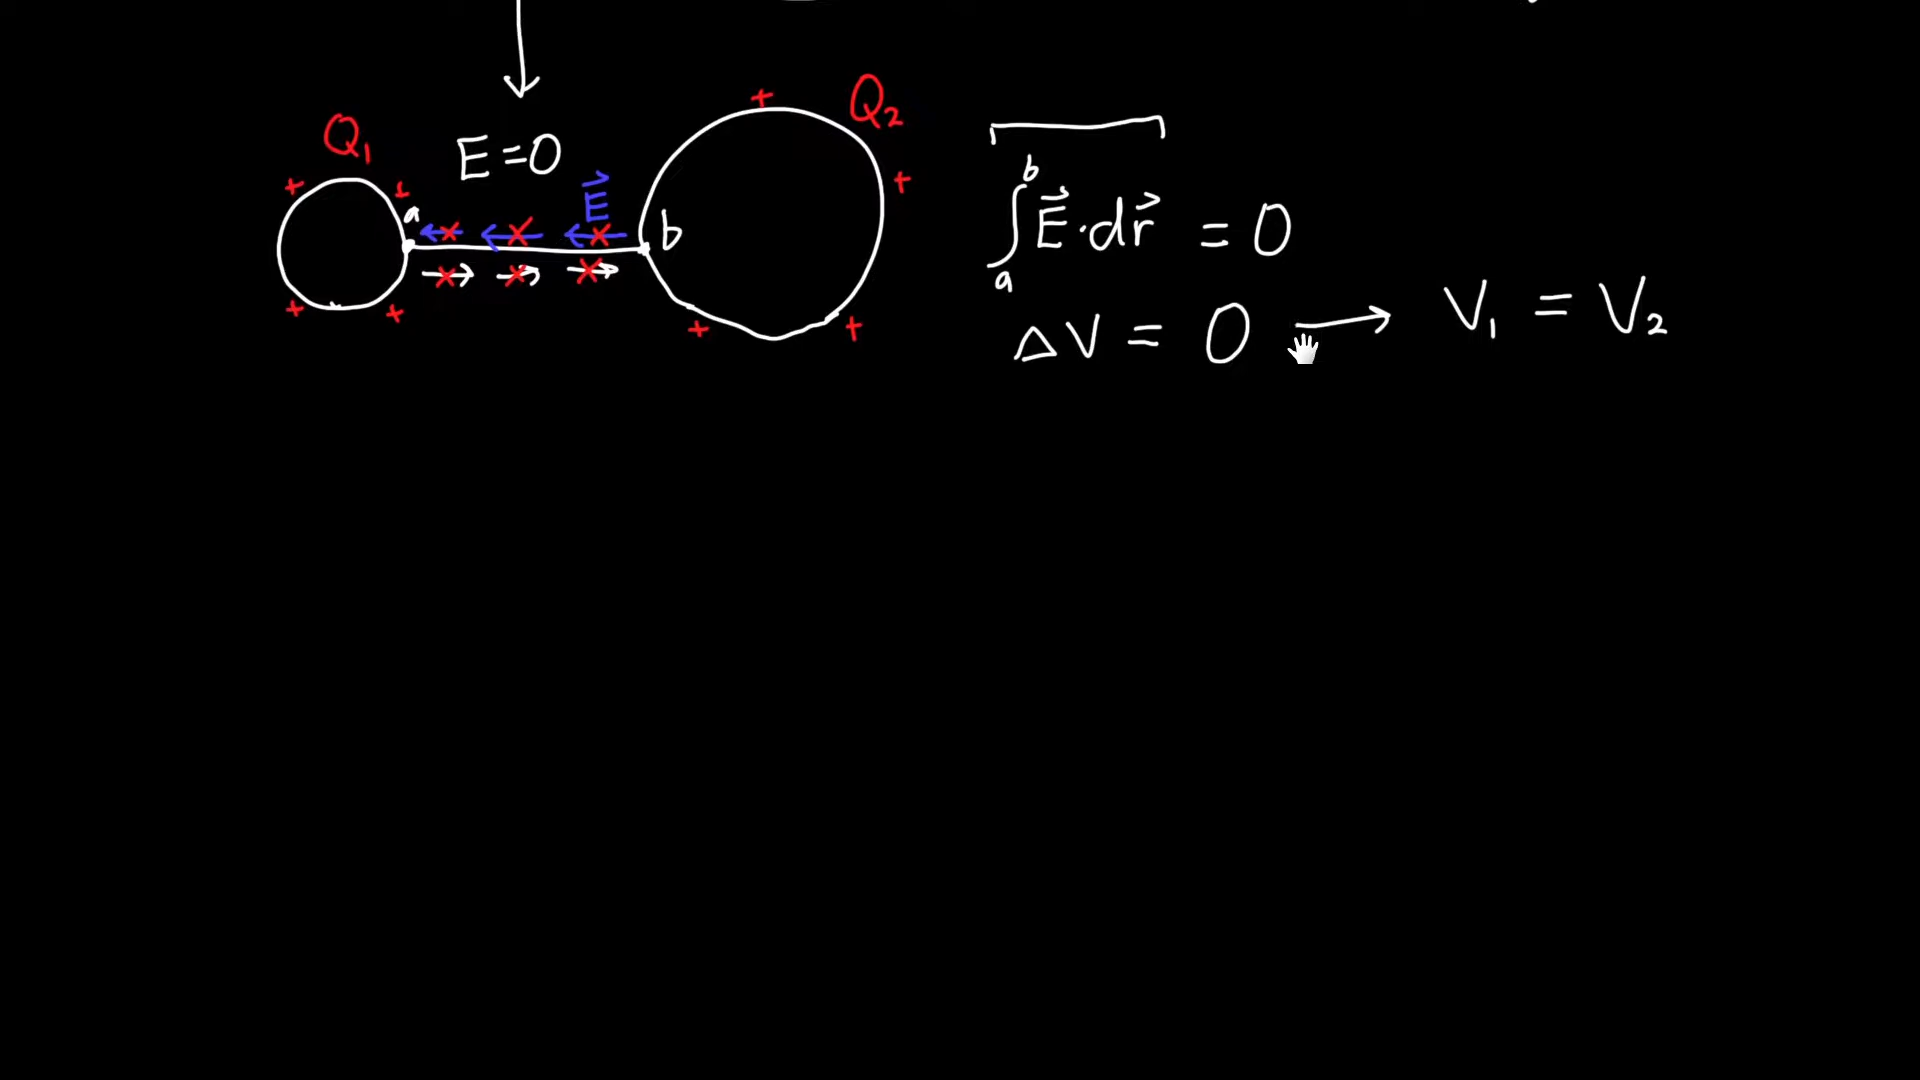 Q₁
E = 0
E⃗
Q₂
a
b
+ + + +
+ + + +
∫ₐᵇ E⃗ · dr⃗ = 0
ΔV = 0 → V₁ = V₂